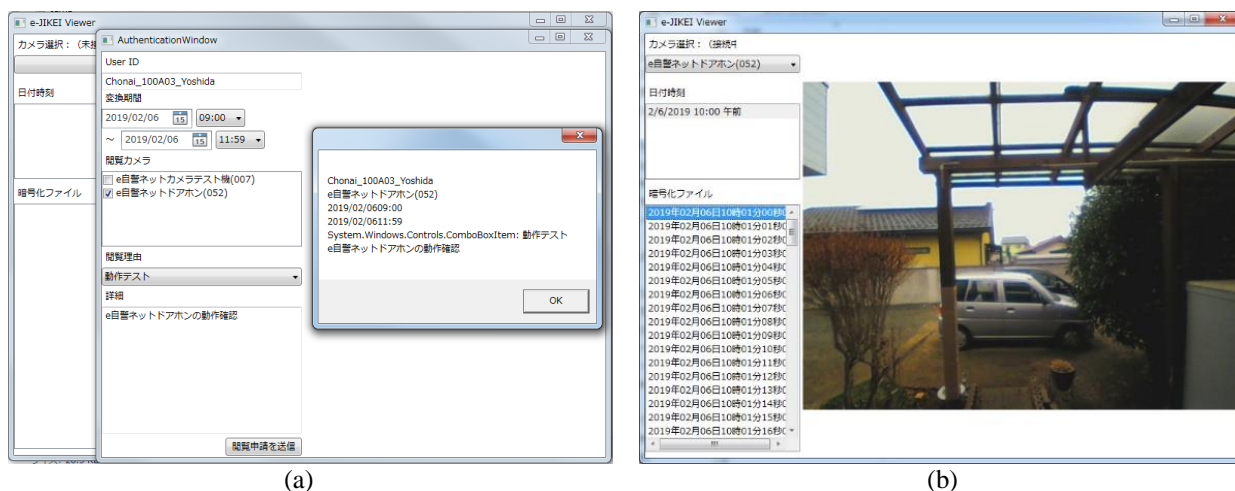 e-JIKEI Viewer
カメラ選択：（未接
日付時刻
暗号化ファイル
AuthenticationWindow
User ID
Chonai_100A03_Yoshida
変換期間
2019/02/06 15 09:00
～ 2019/02/06 15 11:59
閲覧カメラ
e自警ネットカメラテスト機(007)
e自警ネットドアホン(052)
閲覧理由
動作テスト
詳細
e自警ネットドアホンの動作確認
閲覧申請を送信
Chonai_100A03_Yoshida
e自警ネットドアホン(052)
2019/02/0609:00
2019/02/0611:59
System.Windows.Controls.ComboBoxItem: 動作テスト
e自警ネットドアホンの動作確認
OK
(a)
e-JIKEI Viewer
カメラ選択：（接続中
e自警ネットドアホン(052)
日付時刻
2/6/2019 10:00 午前
暗号化ファイル
2019年02月06日10時01分00秒0
2019年02月06日10時01分01秒0
2019年02月06日10時01分02秒0
2019年02月06日10時01分03秒0
2019年02月06日10時01分04秒0
2019年02月06日10時01分05秒0
2019年02月06日10時01分06秒0
2019年02月06日10時01分07秒0
2019年02月06日10時01分08秒0
2019年02月06日10時01分09秒0
2019年02月06日10時01分10秒0
2019年02月06日10時01分11秒0
2019年02月06日10時01分12秒0
2019年02月06日10時01分13秒0
2019年02月06日10時01分14秒0
2019年02月06日10時01分15秒0
2019年02月06日10時01分16秒0
(b)